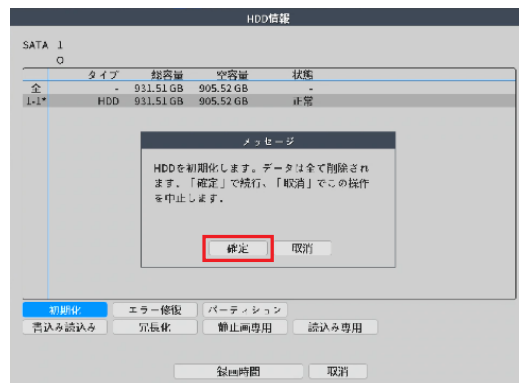 HDD情報
SATA 1
O
タイプ 総容量 空容量 状態
全 - 931.51 GB 905.52 GB -
1-1* HDD 931.51 GB 905.52 GB 正常
メッセージ
HDDを初期化します。データは全て削除され
ます。「確定」で続行、「取消」でこの操作
を中止します。
確定 取消
初期化 エラー修復 パーティション
書込み読込み 冗長化 静止画専用 読込み専用
録画時間 取消